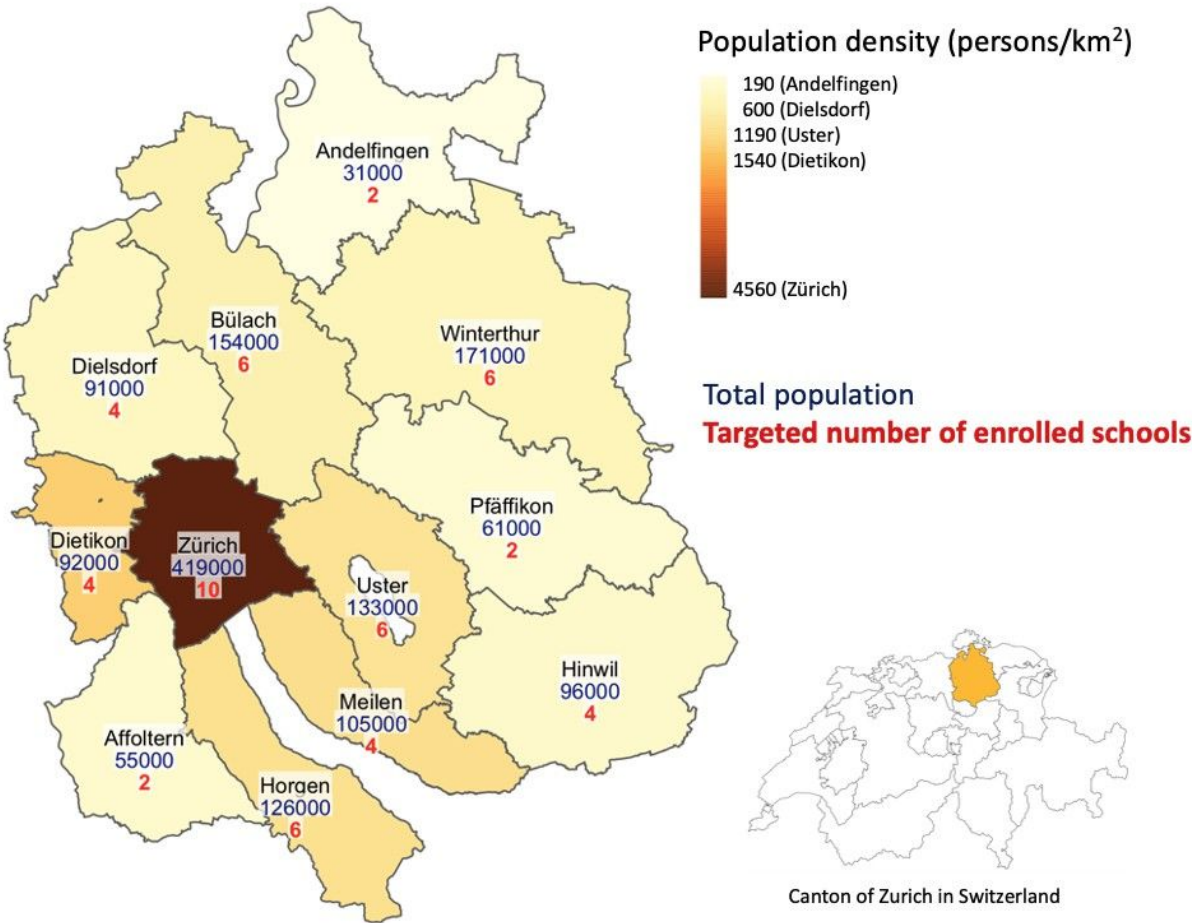 Population density (persons/km²)
190 (Andelfingen)
600 (Dielsdorf)
1190 (Uster)
1540 (Dietikon)
4560 (Zürich)
Total population
Targeted number of enrolled schools
Andelfingen
31000
2
Bülach
154000
6
Winterthur
171000
6
Dielsdorf
91000
4
Pfäffikon
61000
2
Dietikon
92000
4
Zürich
419000
10
Uster
133000
6
Hinwil
96000
4
Meilen
105000
4
Affoltern
55000
2
Horgen
126000
6
Canton of Zurich in Switzerland